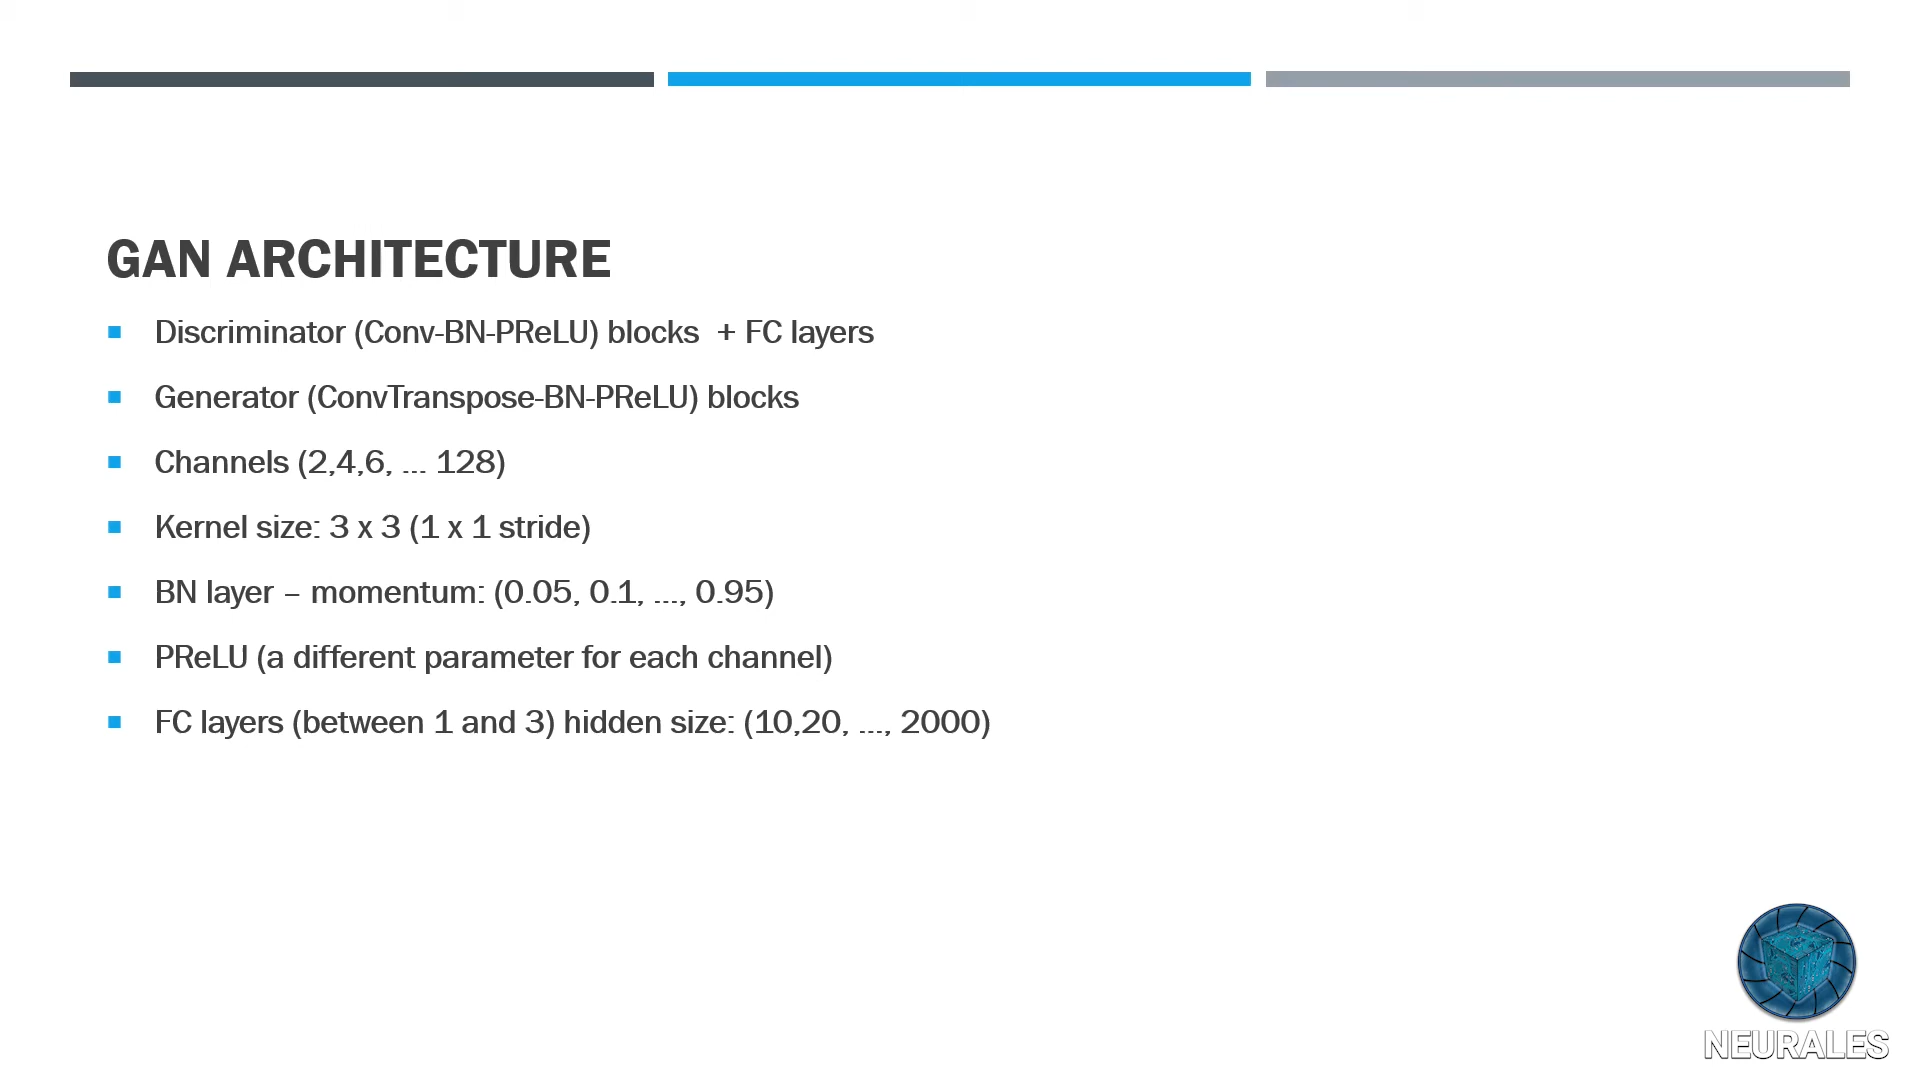 GAN ARCHITECTURE
Discriminator (Conv-BN-PReLU) blocks  + FC layers
Generator (ConvTranspose-BN-PReLU) blocks
Channels (2,4,6, ... 128)
Kernel size: 3 x 3 (1 x 1 stride)
BN layer – momentum: (0.05, 0.1, ..., 0.95)
PReLU (a different parameter for each channel)
FC layers (between 1 and 3) hidden size: (10,20, ..., 2000)
NEURALES